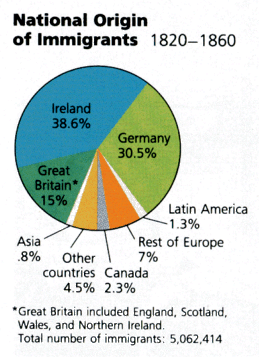 National Origin
of Immigrants 1820–1860
Ireland
38.6%
Germany
30.5%
Great
Britain*
15%
Latin America
1.3%
Asia
.8%
Rest of Europe
7%
Other
countries
4.5%
Canada
2.3%
*Great Britain included England, Scotland,
Wales, and Northern Ireland.
Total number of immigrants: 5,062,414